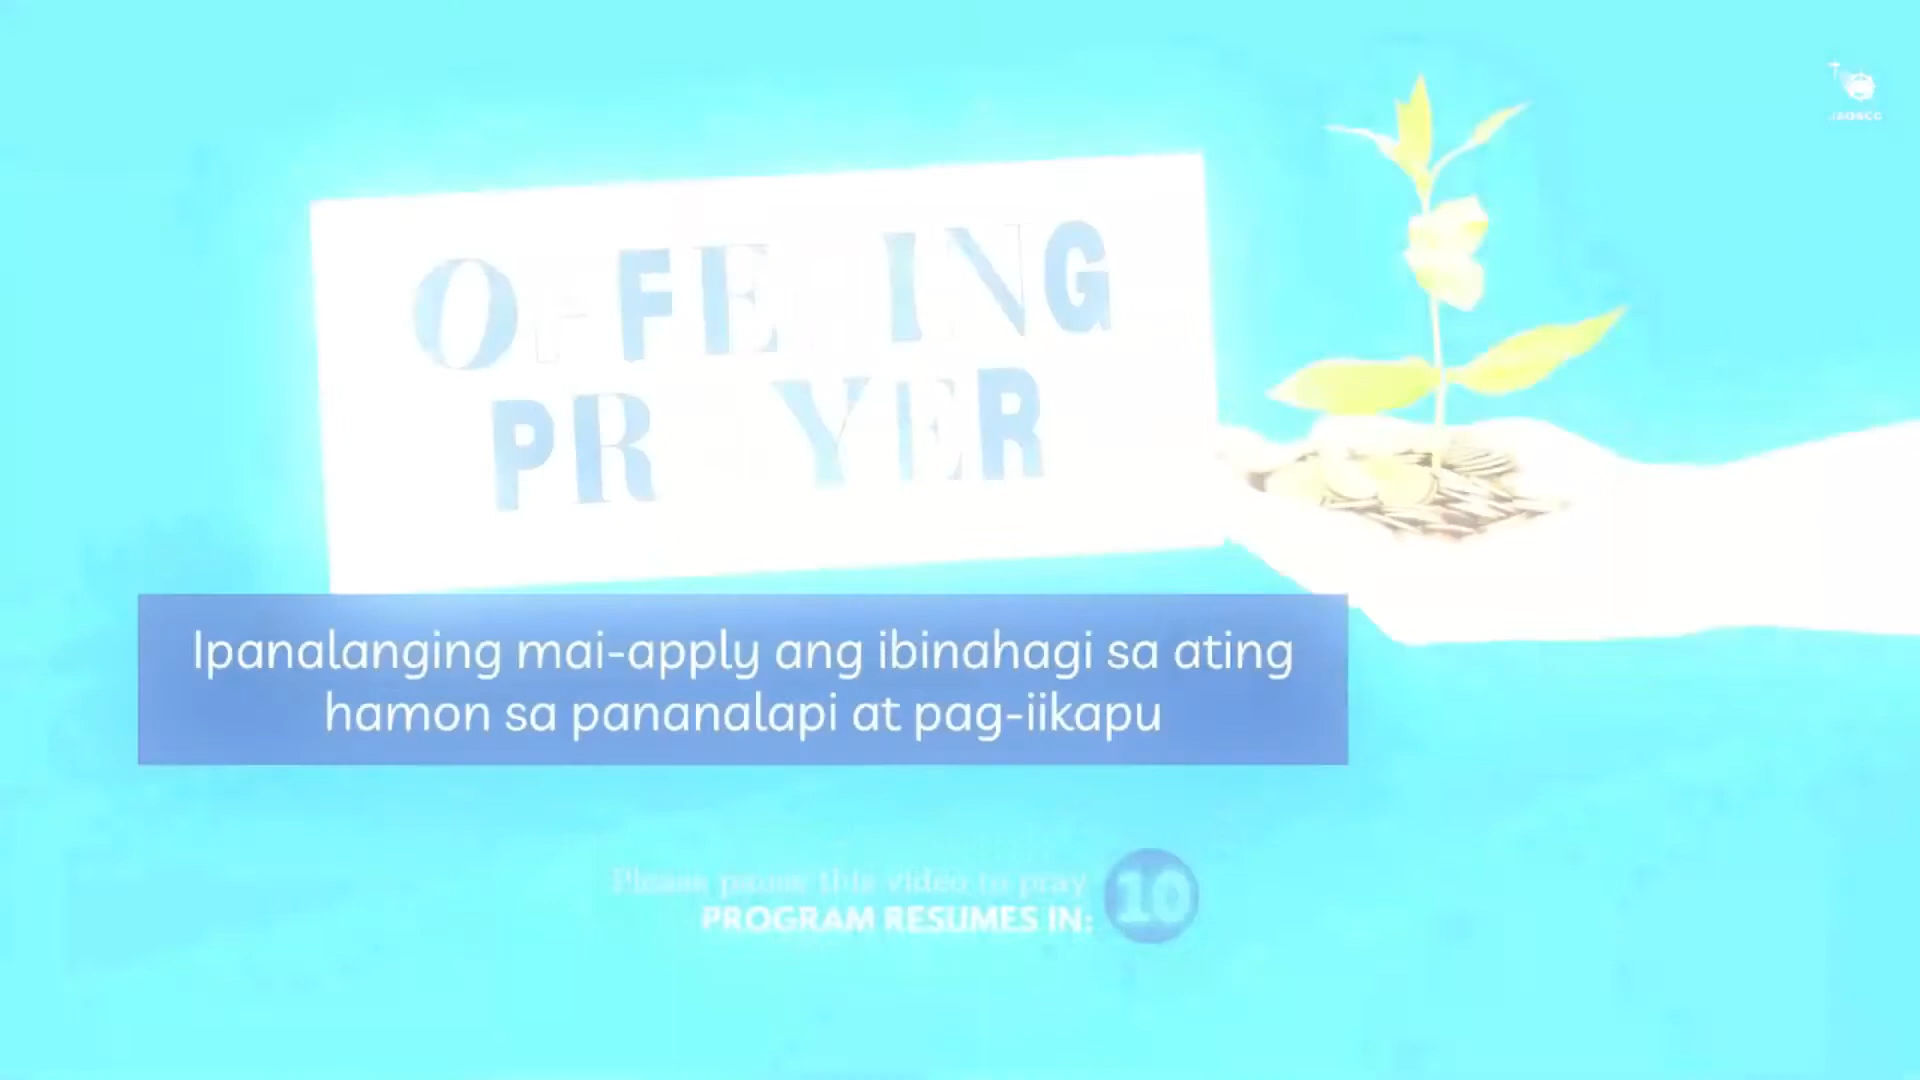 OFFERING
PRAYER
Ipanalanging mai-apply ang ibinahagi sa ating
hamon sa pananalapi at pag-iikapu
Please pause this video to pray
PROGRAM RESUMES IN: 10